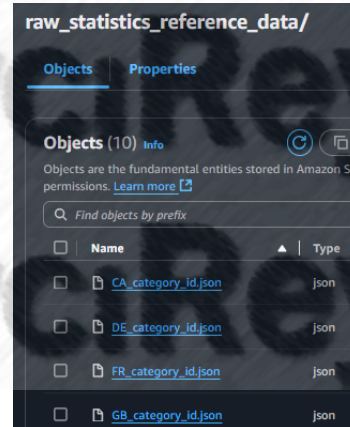 raw_statistics_reference_data/
Objects
Properties
Objects (10) Info
Objects are the fundamental entities stored in Amazon S
permissions. Learn more
Find objects by prefix
Name
Type
CA_category_id.json
json
DE_category_id.json
json
FR_category_id.json
json
GB_category_id.json
json